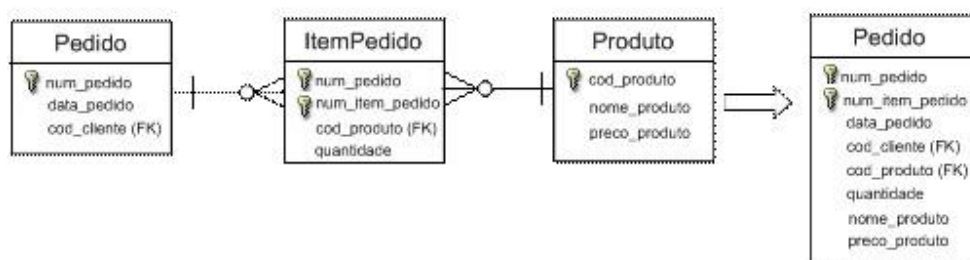 Pedido
num_pedido
data_pedido
cod_cliente (FK)
ItemPedido
num_pedido
num_item_pedido
cod_produto (FK)
quantidade
Produto
cod_produto
nome_produto
preco_produto
Pedido
num_pedido
num_item_pedido
data_pedido
cod_cliente (FK)
cod_produto (FK)
quantidade
nome_produto
preco_produto